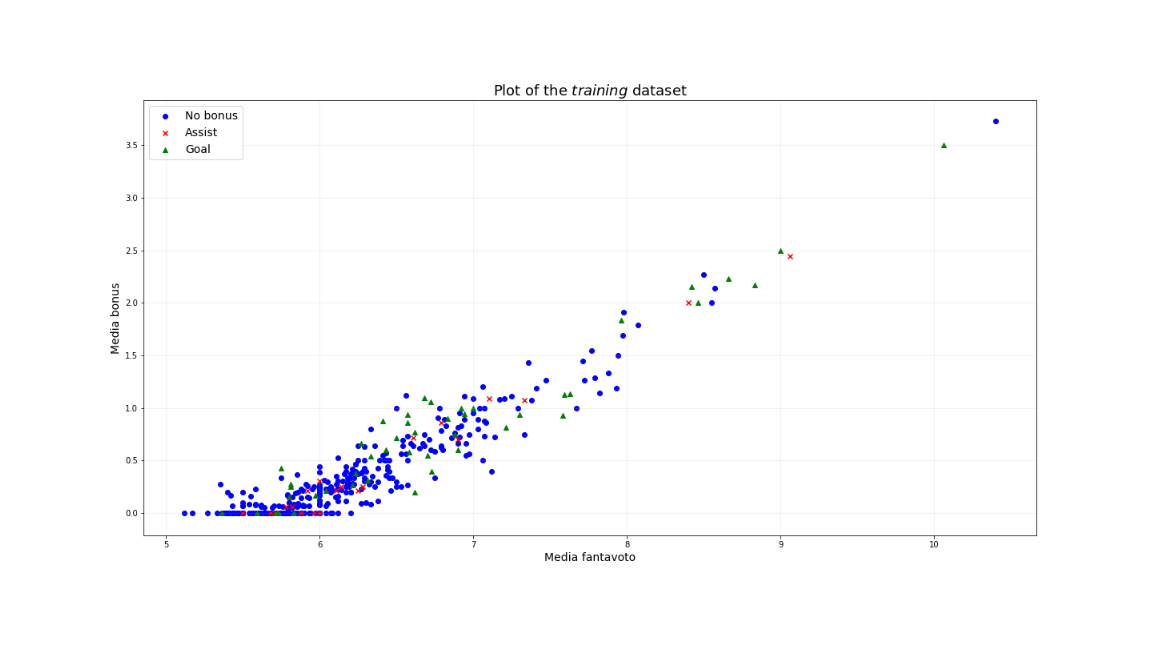 Plot of the training dataset
No bonus
Assist
Goal
3.5
3.0
2.5
2.0
1.5
1.0
0.5
0.0
Media bonus
5 6 7 8 9 10
Media fantavoto